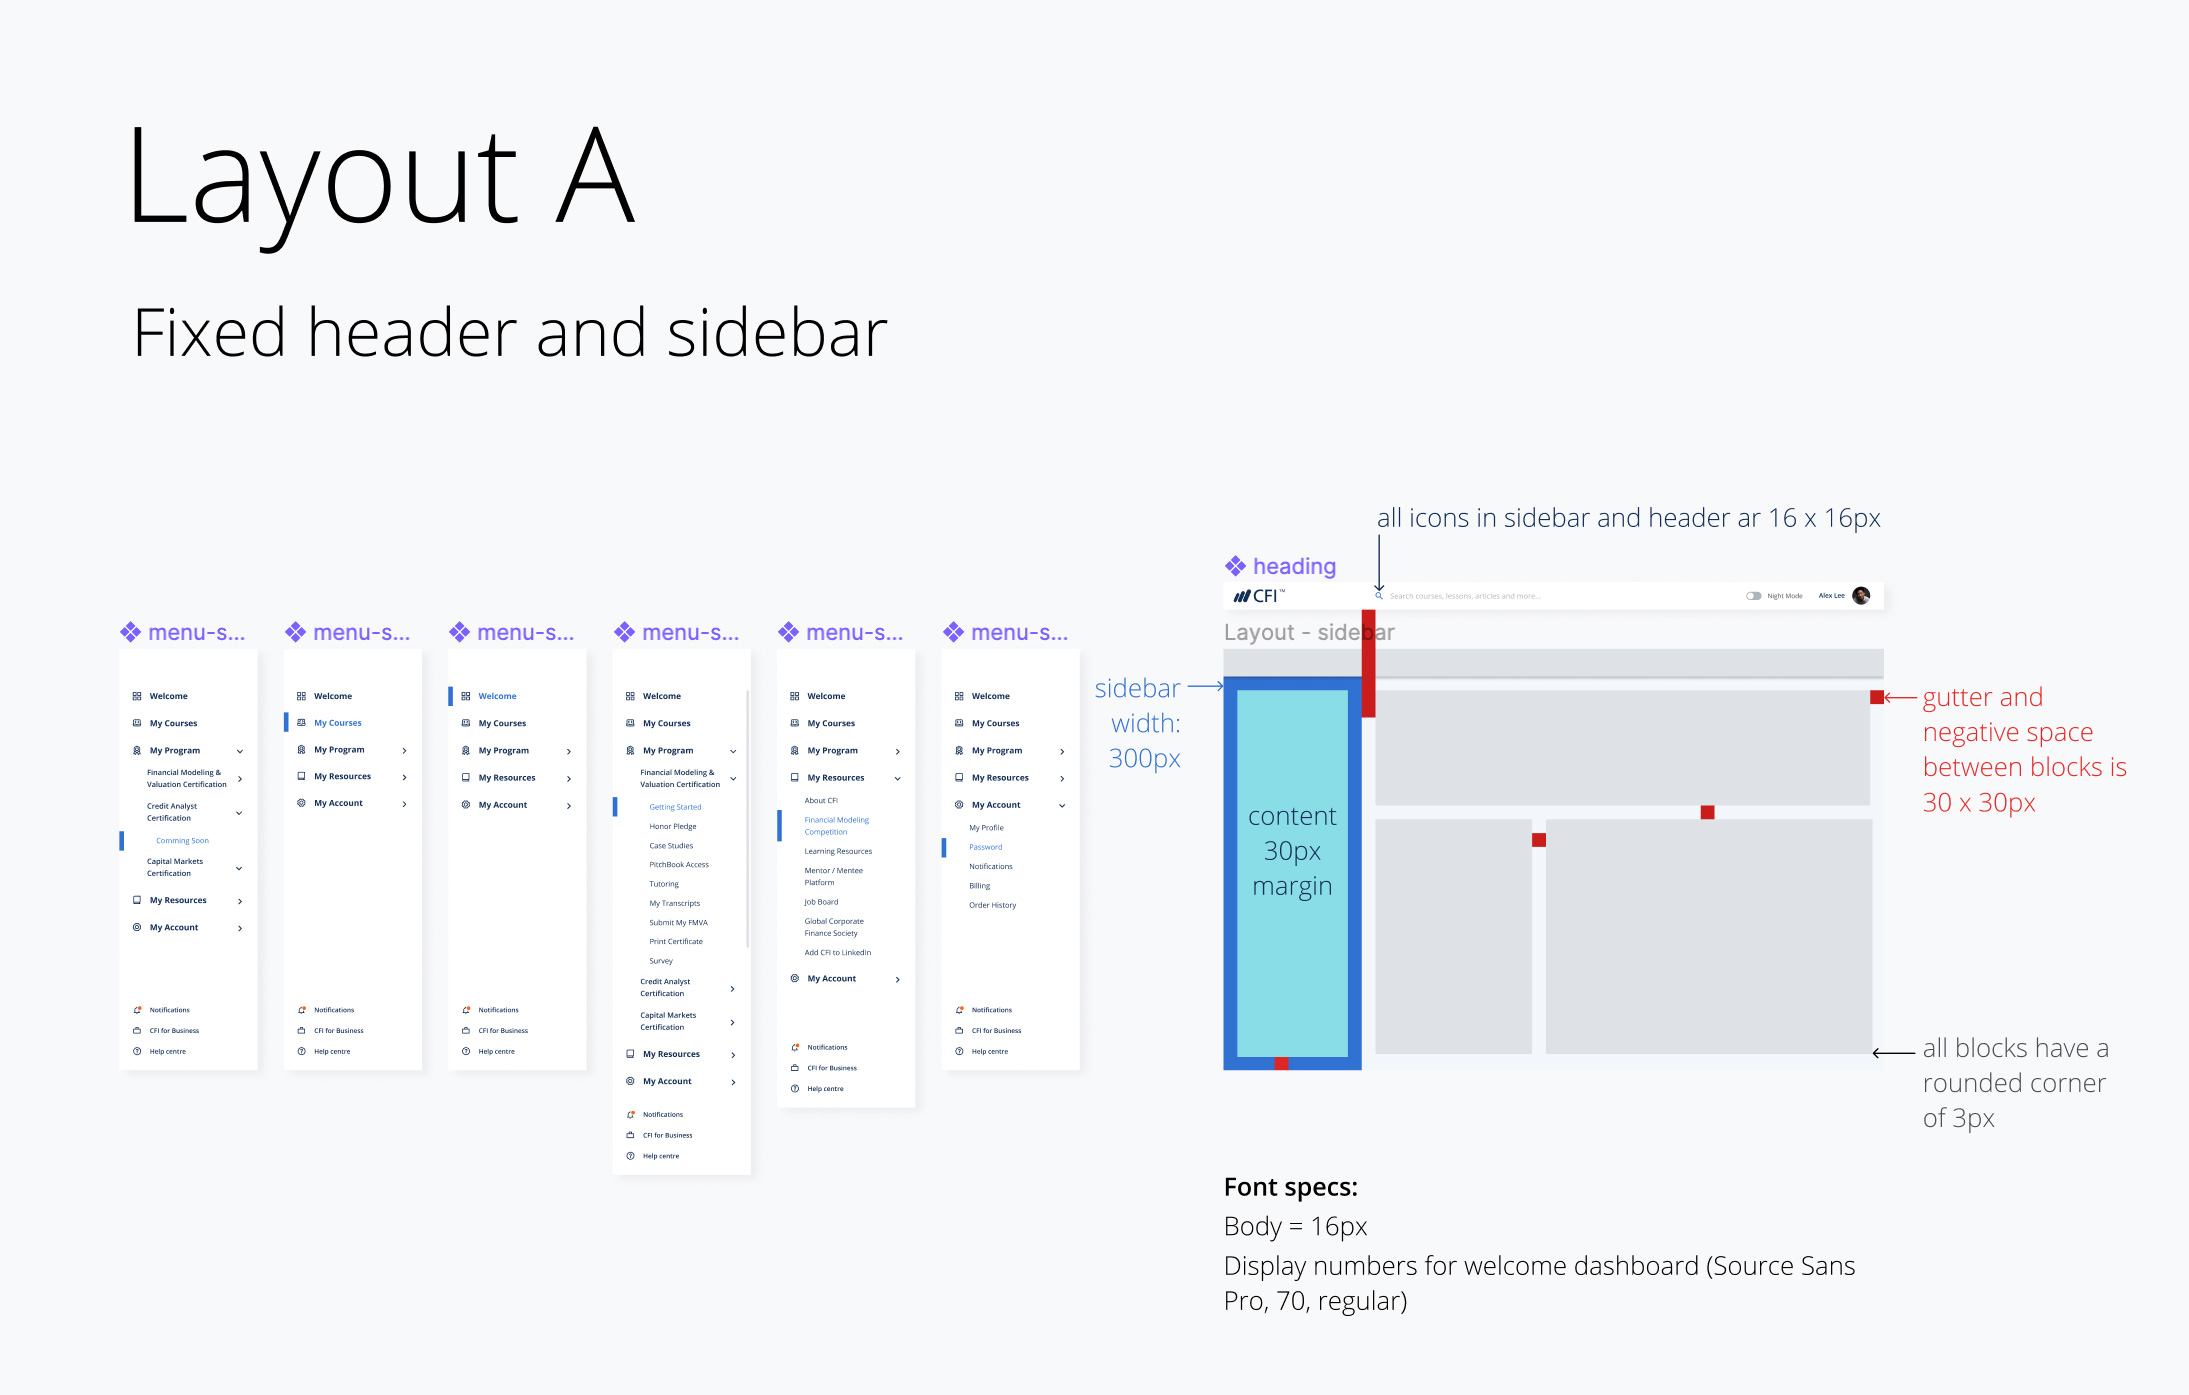 Layout A
Fixed header and sidebar
menu-s...
Welcome
My Courses
My Program
Financial Modeling &
Valuation Certification
Credit Analyst
Certification
Comming Soon
Capital Markets
Certification
My Resources
My Account
Notifications
CFI for Business
Help centre
menu-s...
Welcome
My Courses
My Program
My Resources
My Account
Notifications
CFI for Business
Help centre
menu-s...
Welcome
My Courses
My Program
My Resources
My Account
Notifications
CFI for Business
Help centre
menu-s...
Welcome
My Courses
My Program
Financial Modeling &
Valuation Certification
Getting Started
Honor Pledge
Case Studies
PitchBook Access
Tutoring
My Transcripts
Submit My FMVA
Print Certificate
Survey
Credit Analyst
Certification
Capital Markets
Certification
My Resources
My Account
Notifications
CFI for Business
Help centre
menu-s...
Welcome
My Courses
My Program
My Resources
About CFI
Financial Modeling
Competition
Learning Resources
Mentor / Mentee
Platform
Job Board
Global Corporate
Finance Society
Add CFI to LinkedIn
My Account
Notifications
CFI for Business
Help centre
menu-s...
Welcome
My Courses
My Program
My Resources
My Account
My Profile
Password
Notifications
Billing
Order History
Notifications
CFI for Business
Help centre
all icons in sidebar and header ar 16 x 16px
heading
CFI™
Search courses, lessons, articles and more...
Night Mode
Alex Lee
Layout - sidebar
sidebar
width:
300px
content
30px
margin
gutter and
negative space
between blocks is
30 x 30px
all blocks have a
rounded corner
of 3px
Font specs:
Body = 16px
Display numbers for welcome dashboard (Source Sans
Pro, 70, regular)